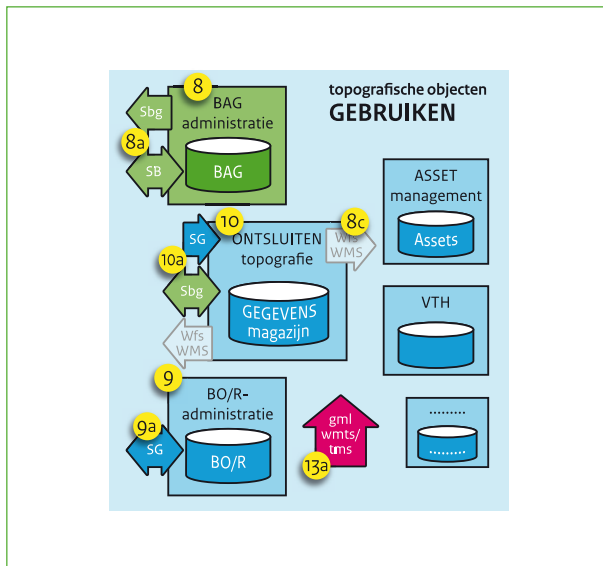 topografische objecten
GEBRUIKEN
8
BAG
administratie
Sbg
8a
SB
BAG
ASSET
management
Assets
10
8c
SG
ONTSLUITEN
topografie
Wfs
WMS
10a
Sbg
GEGEVENS
magazijn
Wfs
WMS
VTH
9
BO/R-
administratie
9a
SG
BO/R
gml
wmts/
tms
13a
.........
.........